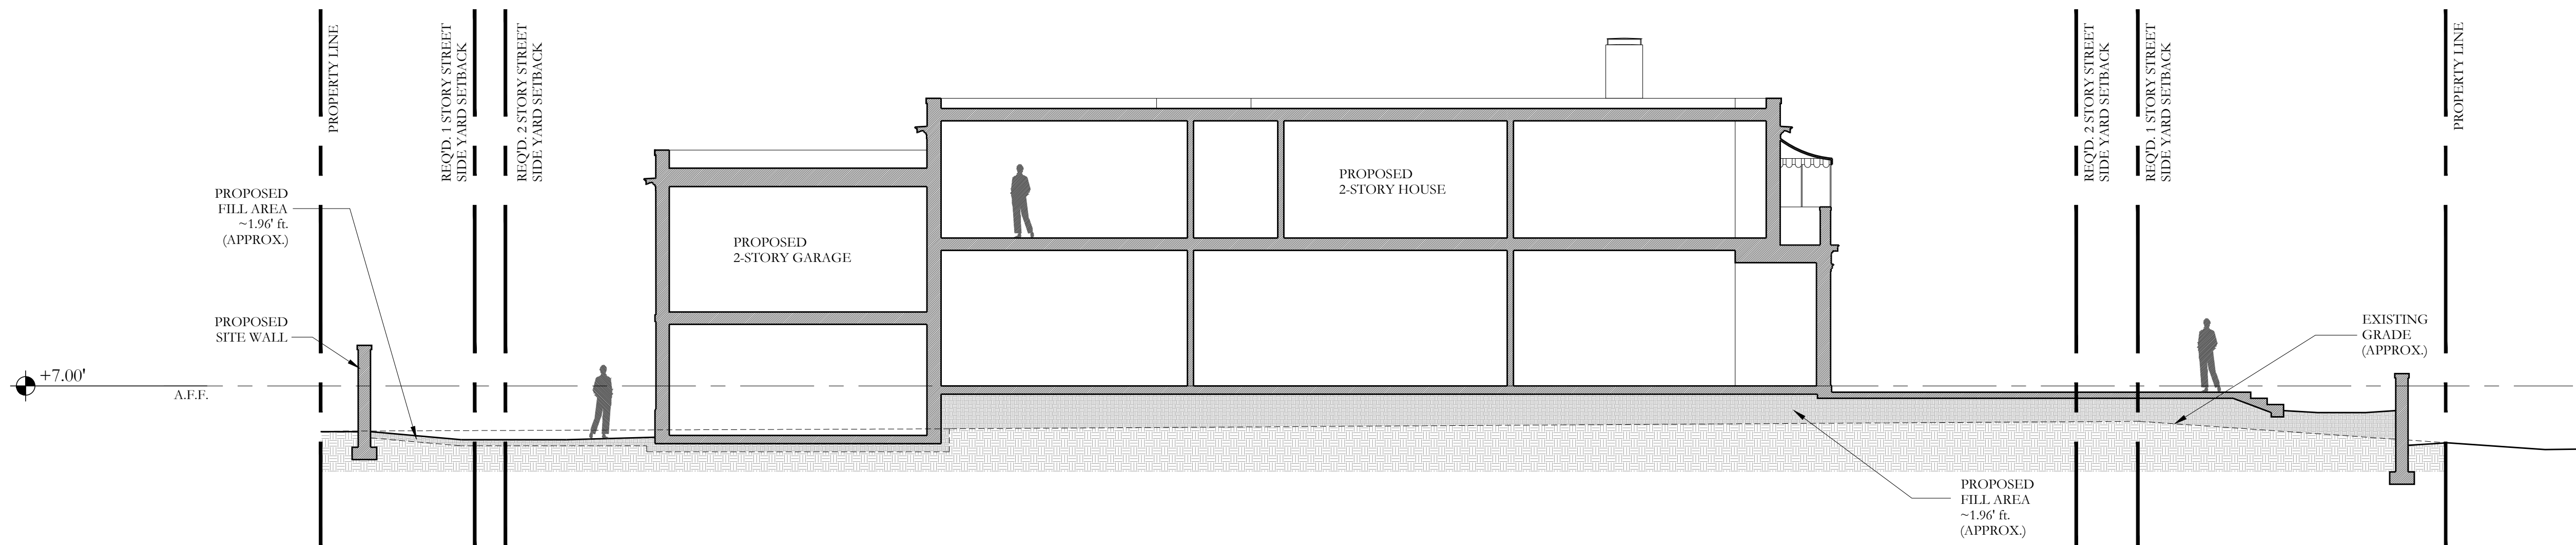 PROPERTY LINE
REQ'D. 1 STORY STREET
SIDE YARD SETBACK
REQ'D. 2 STORY STREET
SIDE YARD SETBACK
PROPOSED
FILL AREA
~1.96' ft.
(APPROX.)
PROPOSED
SITE WALL
+7.00'
A.F.F.
PROPOSED
2-STORY GARAGE
PROPOSED
2-STORY HOUSE
REQ'D. 2 STORY STREET
SIDE YARD SETBACK
REQ'D. 1 STORY STREET
SIDE YARD SETBACK
PROPERTY LINE
EXISTING
GRADE
(APPROX.)
PROPOSED
FILL AREA
~1.96' ft.
(APPROX.)